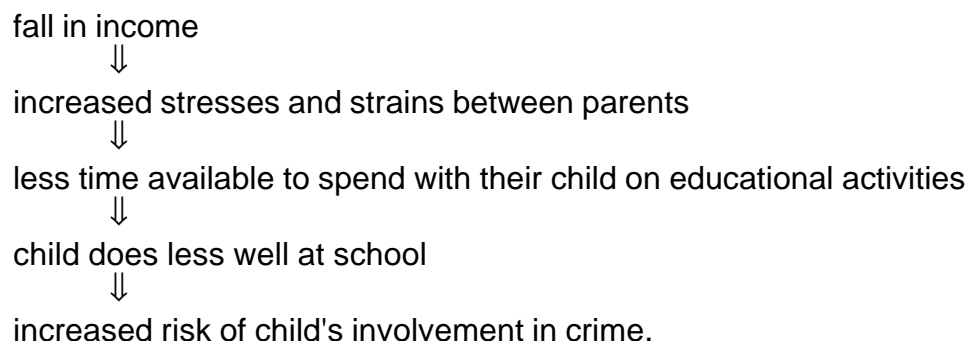 fall in income
⇓
increased stresses and strains between parents
⇓
less time available to spend with their child on educational activities
⇓
child does less well at school
⇓
increased risk of child's involvement in crime.